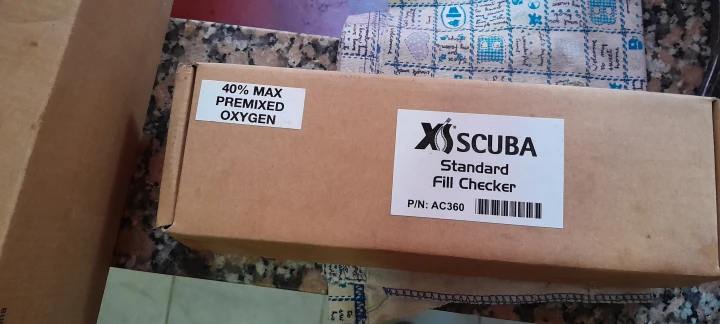 40% MAX
PREMIXED
OXYGEN
XS SCUBA
Standard
Fill Checker
P/N: AC360